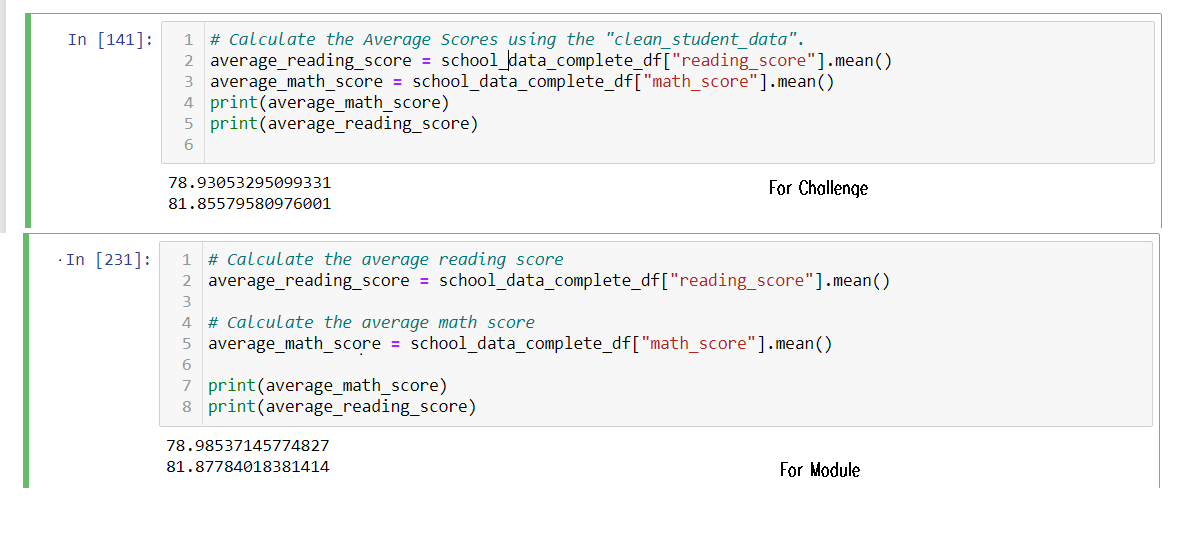 In [141]:
1 # Calculate the Average Scores using the "clean_student_data".
2 average_reading_score = school_data_complete_df["reading_score"].mean()
3 average_math_score = school_data_complete_df["math_score"].mean()
4 print(average_math_score)
5 print(average_reading_score)
6
78.93053295099331
81.85579580976001
For Challenge
In [231]:
1 # Calculate the average reading score
2 average_reading_score = school_data_complete_df["reading_score"].mean()
3
4 # Calculate the average math score
5 average_math_score = school_data_complete_df["math_score"].mean()
6
7 print(average_math_score)
8 print(average_reading_score)
78.98537145774827
81.87784018381414
For Module